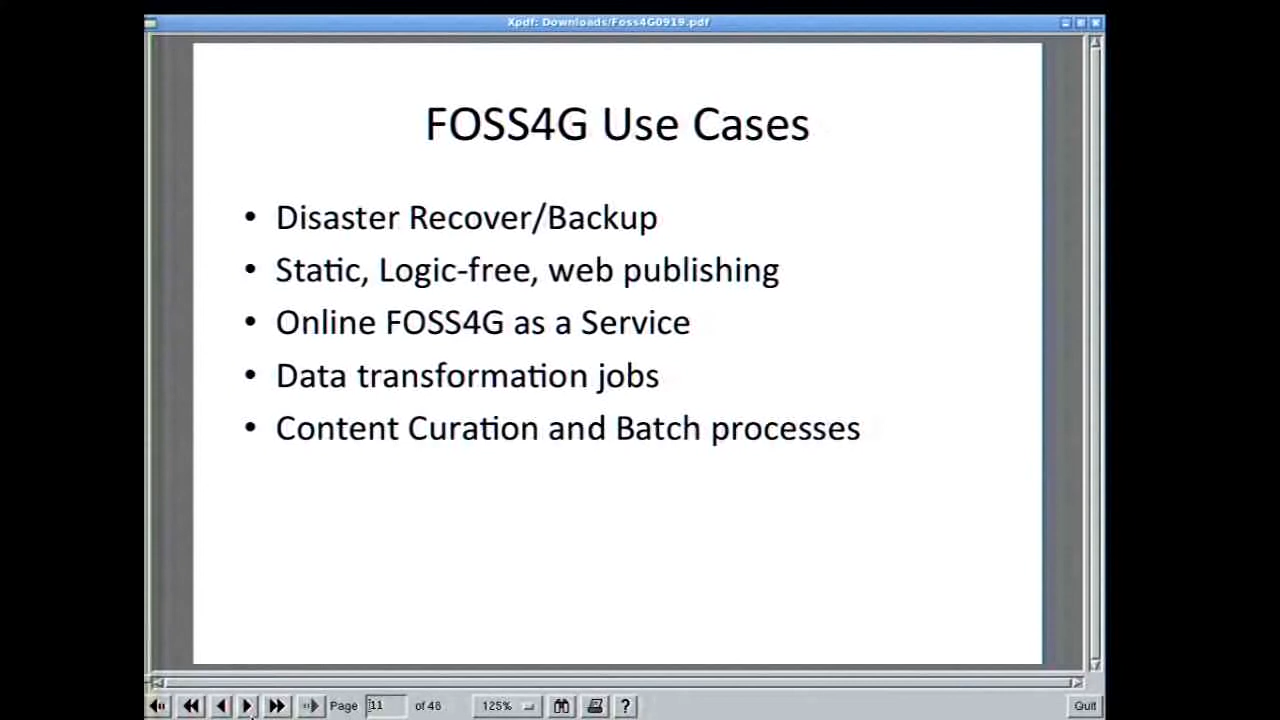 Xpdf: Downloads/Foss4G0919.pdf
FOSS4G Use Cases
• Disaster Recover/Backup
• Static, Logic-free, web publishing
• Online FOSS4G as a Service
• Data transformation jobs
• Content Curation and Batch processes
Page 11 of 48 125% ? Quit